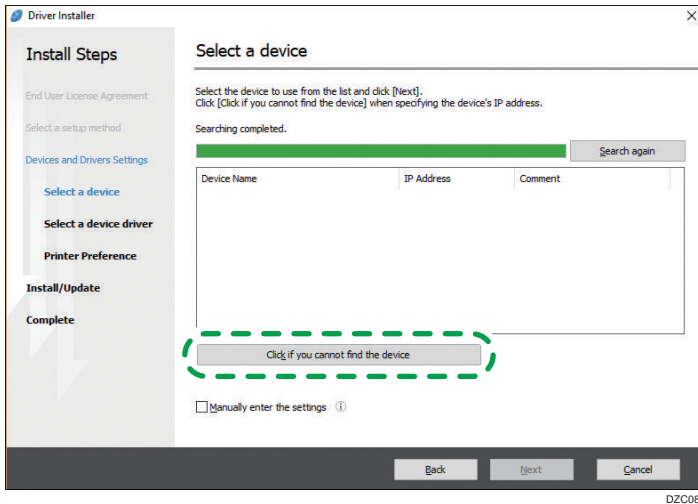 Driver Installer
Install Steps
End User License Agreement
Select a setup method
Devices and Drivers Settings
Select a device
Select a device driver
Printer Preference
Install/Update
Complete
Select a device
Select the device to use from the list and click [Next].
Click [Click if you cannot find the device] when specifying the device's IP address.
Searching completed.
Search again
Device Name IP Address Comment
Click if you cannot find the device
Manually enter the settings
Back Next Cancel
DZC08